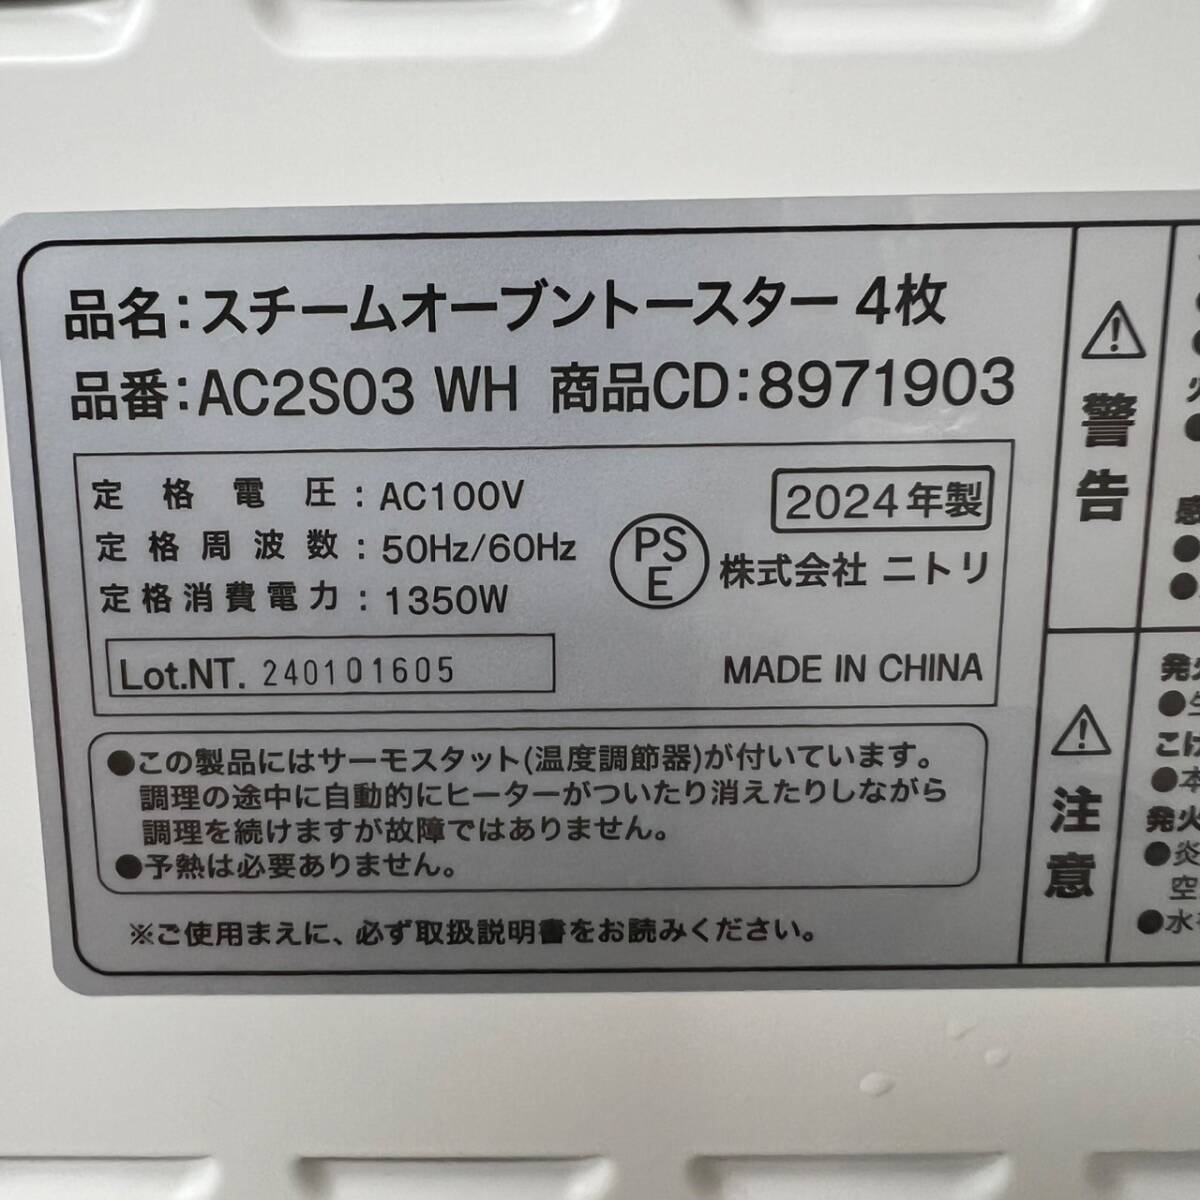 品名:スチームオーブントースター 4枚
品番:AC2S03 WH 商品CD:8971903
定格電圧:AC100V
定格周波数:50Hz/60Hz
定格消費電力:1350W
PS
E
2024年製
株式会社 ニトリ
Lot.NT. 240101605
MADE IN CHINA
●この製品にはサーモスタット(温度調節器)が付いています。
調理の途中に自動的にヒーターがついたり消えたりしながら
調理を続けますが故障ではありません。
●予熱は必要ありません。
※ご使用まえに、必ず取扱説明書をお読みください。
警告
注意